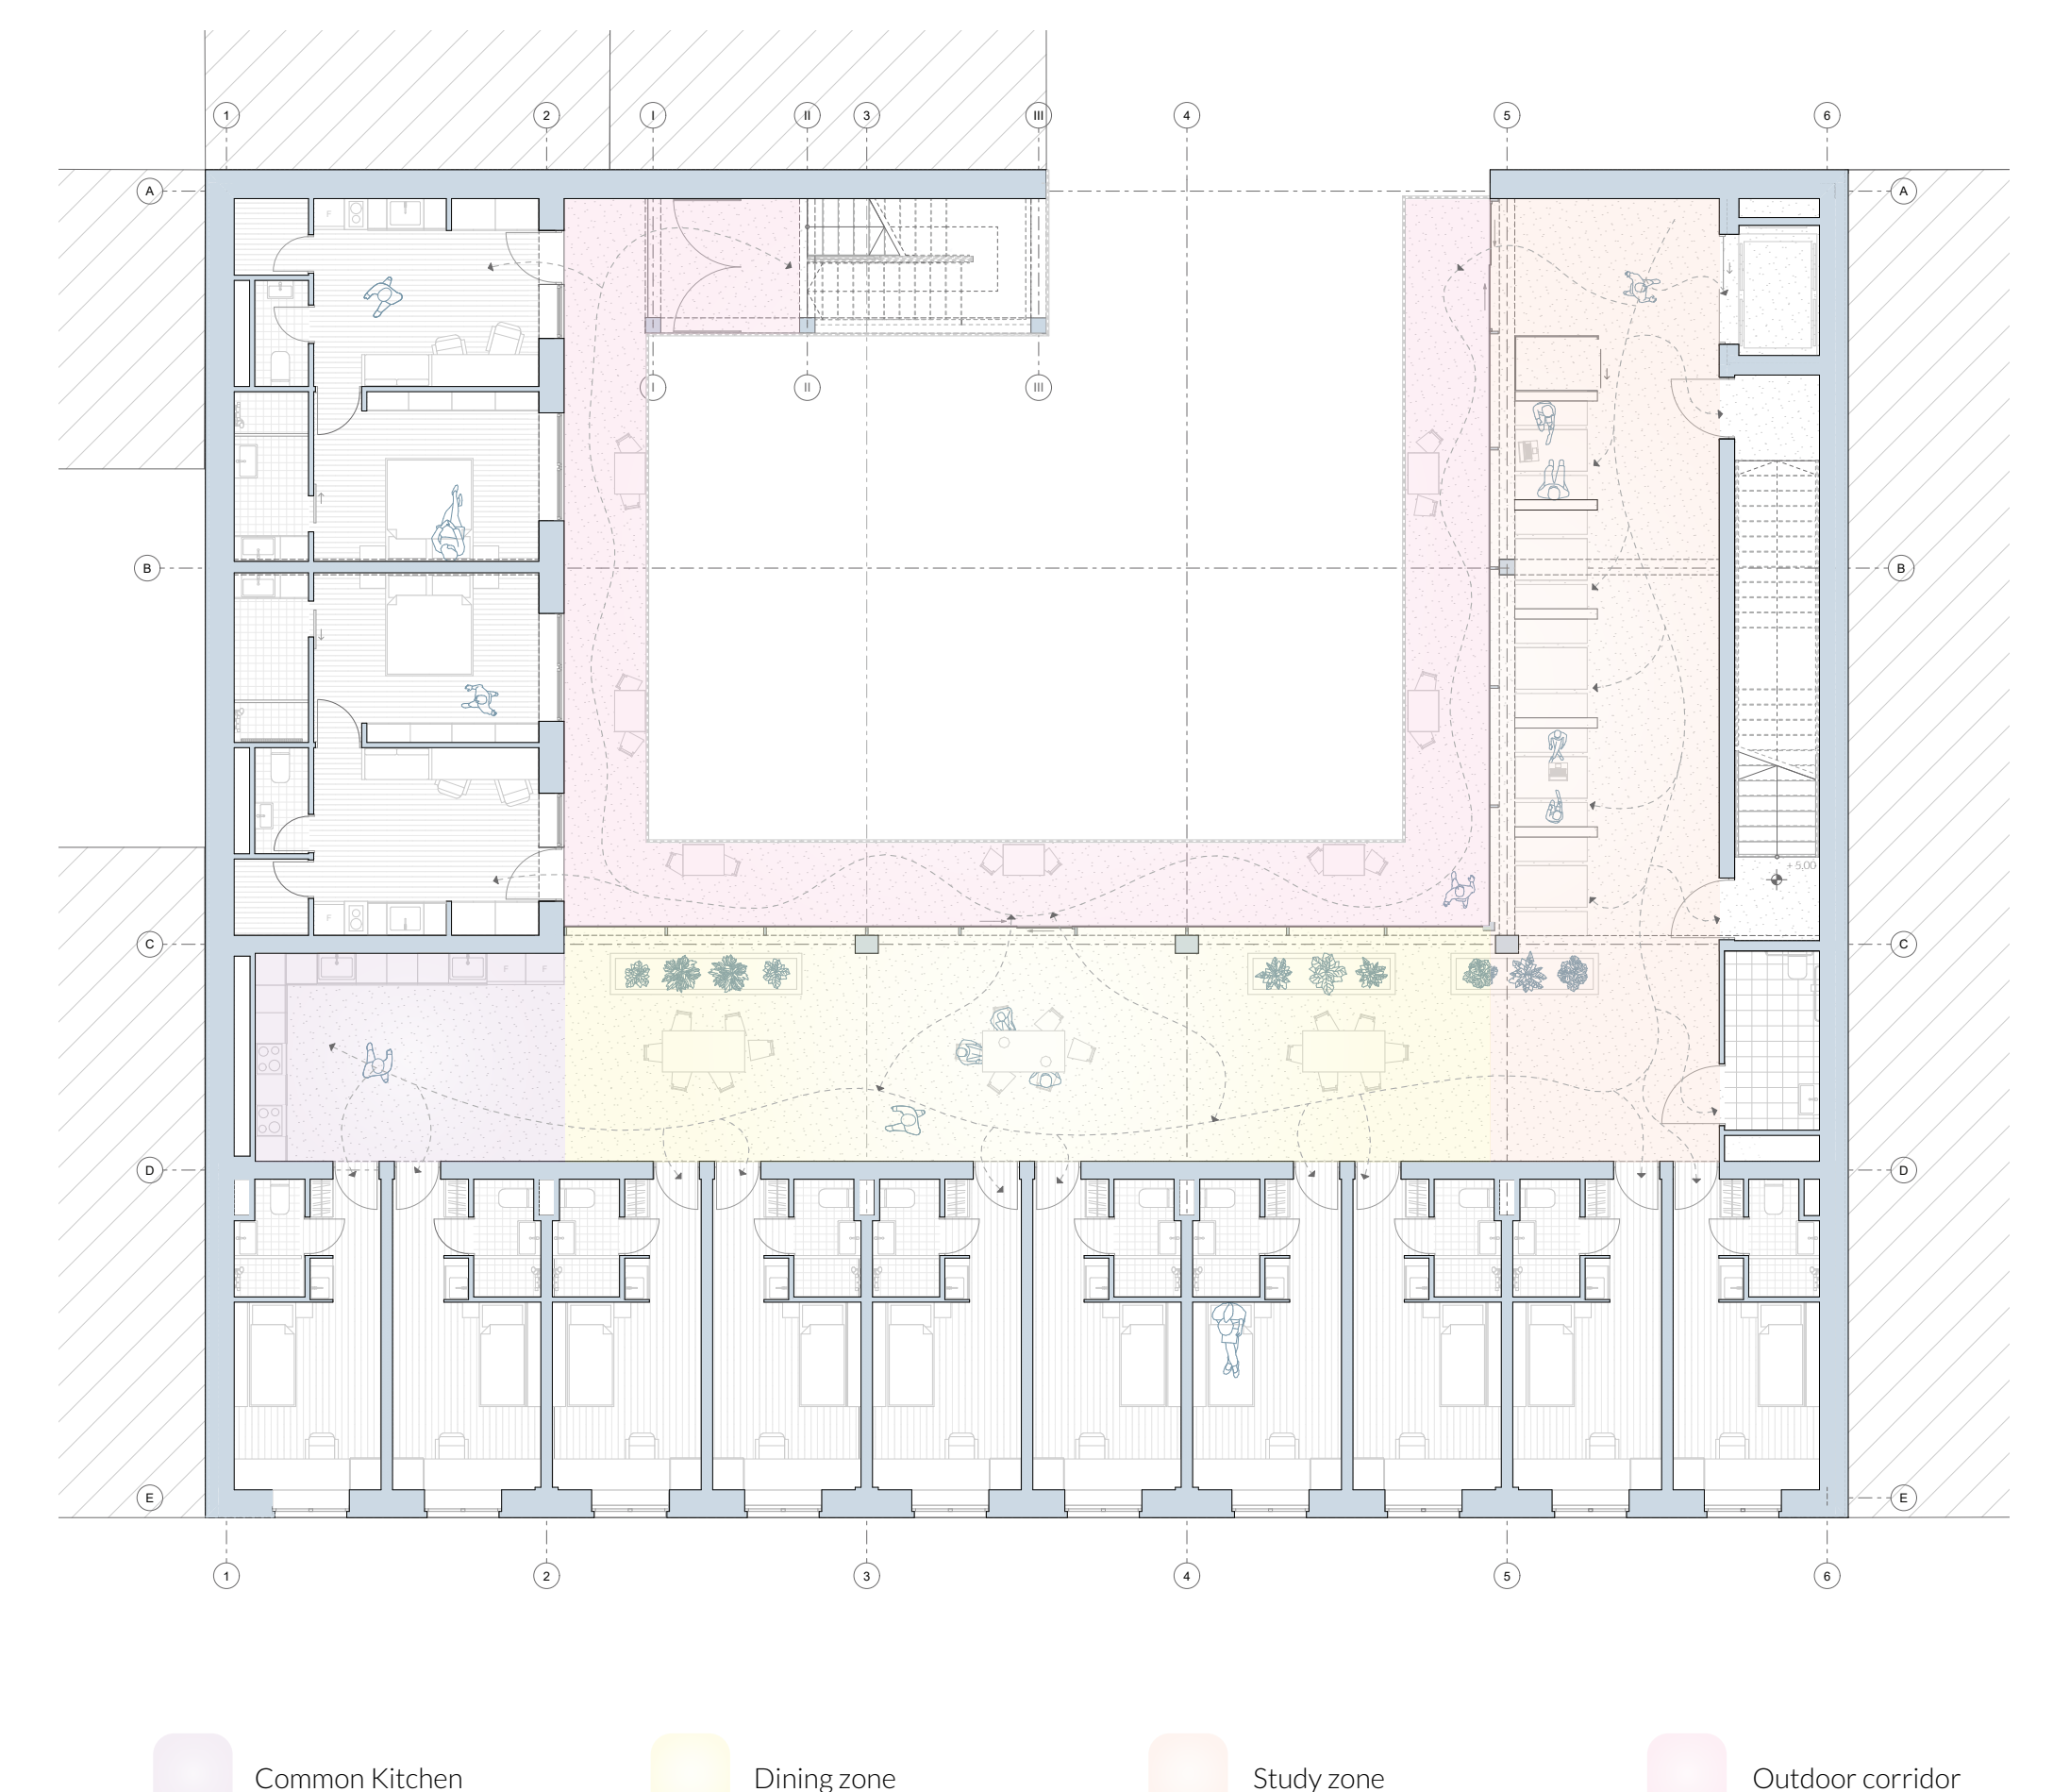 1 2 I II 3 III 4 5 6
A A
F
I II III
B B
+ 5,00
F
C C
F F
D D
E E
1 2 3 4 5 6
Common Kitchen Dining zone Study zone Outdoor corridor